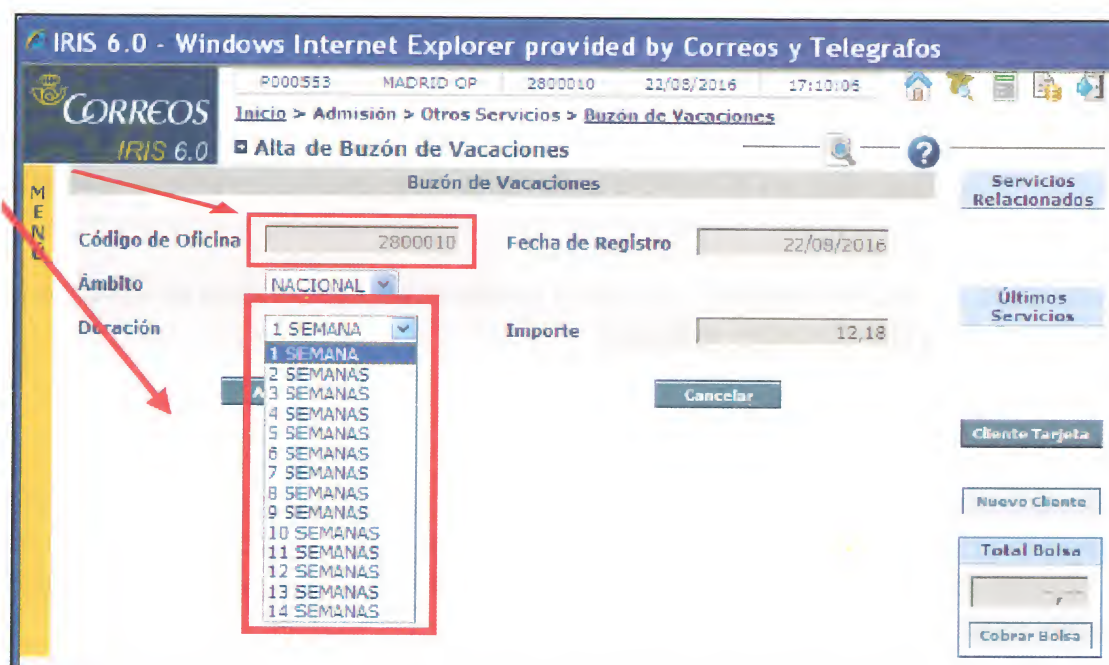 IRIS 6.0 - Windows Internet Explorer provided by Correos y Telegrafos
P000553 MADRID OP 2800010 22/08/2016 17:10:06
CORREOS
IRIS 6.0
Inicio > Admisión > Otros Servicios > Buzón de Vacaciones
Alta de Buzón de Vacaciones
MENÚ
Buzón de Vacaciones
Servicios
Relacionados
Código de Oficina 2800010 Fecha de Registro 22/08/2016
Ámbito NACIONAL
Últimos
Servicios
Duración 1 SEMANA Importe 12,18
1 SEMANA
2 SEMANAS
3 SEMANAS
4 SEMANAS
5 SEMANAS
6 SEMANAS
7 SEMANAS
8 SEMANAS
9 SEMANAS
10 SEMANAS
11 SEMANAS
12 SEMANAS
13 SEMANAS
14 SEMANAS
Cancelar
Cliente Tarjeta
Nuevo Cliente
Total Bolsa
-,--
Cobrar Bolsa